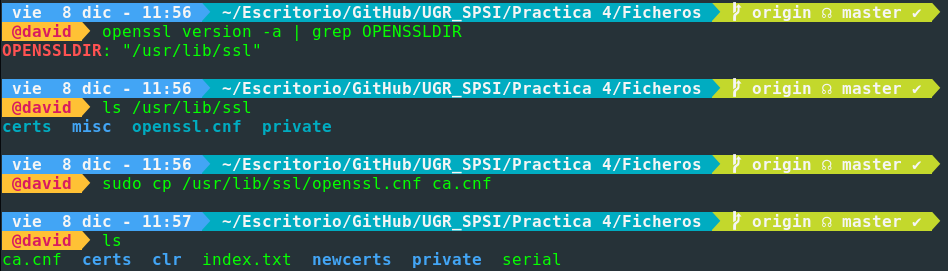 vie 8 dic - 11:56 ~/Escritorio/GitHub/UGR_SPSI/Practica 4/Ficheros origin ☊ master ✔
@david openssl version -a | grep OPENSSLDIR
OPENSSLDIR: "/usr/lib/ssl"
vie 8 dic - 11:56 ~/Escritorio/GitHub/UGR_SPSI/Practica 4/Ficheros origin ☊ master ✔
@david ls /usr/lib/ssl
certs misc openssl.cnf private
vie 8 dic - 11:56 ~/Escritorio/GitHub/UGR_SPSI/Practica 4/Ficheros origin ☊ master ✔
@david sudo cp /usr/lib/ssl/openssl.cnf ca.cnf
vie 8 dic - 11:57 ~/Escritorio/GitHub/UGR_SPSI/Practica 4/Ficheros origin ☊ master ✔
@david ls
ca.cnf certs clr index.txt newcerts private serial